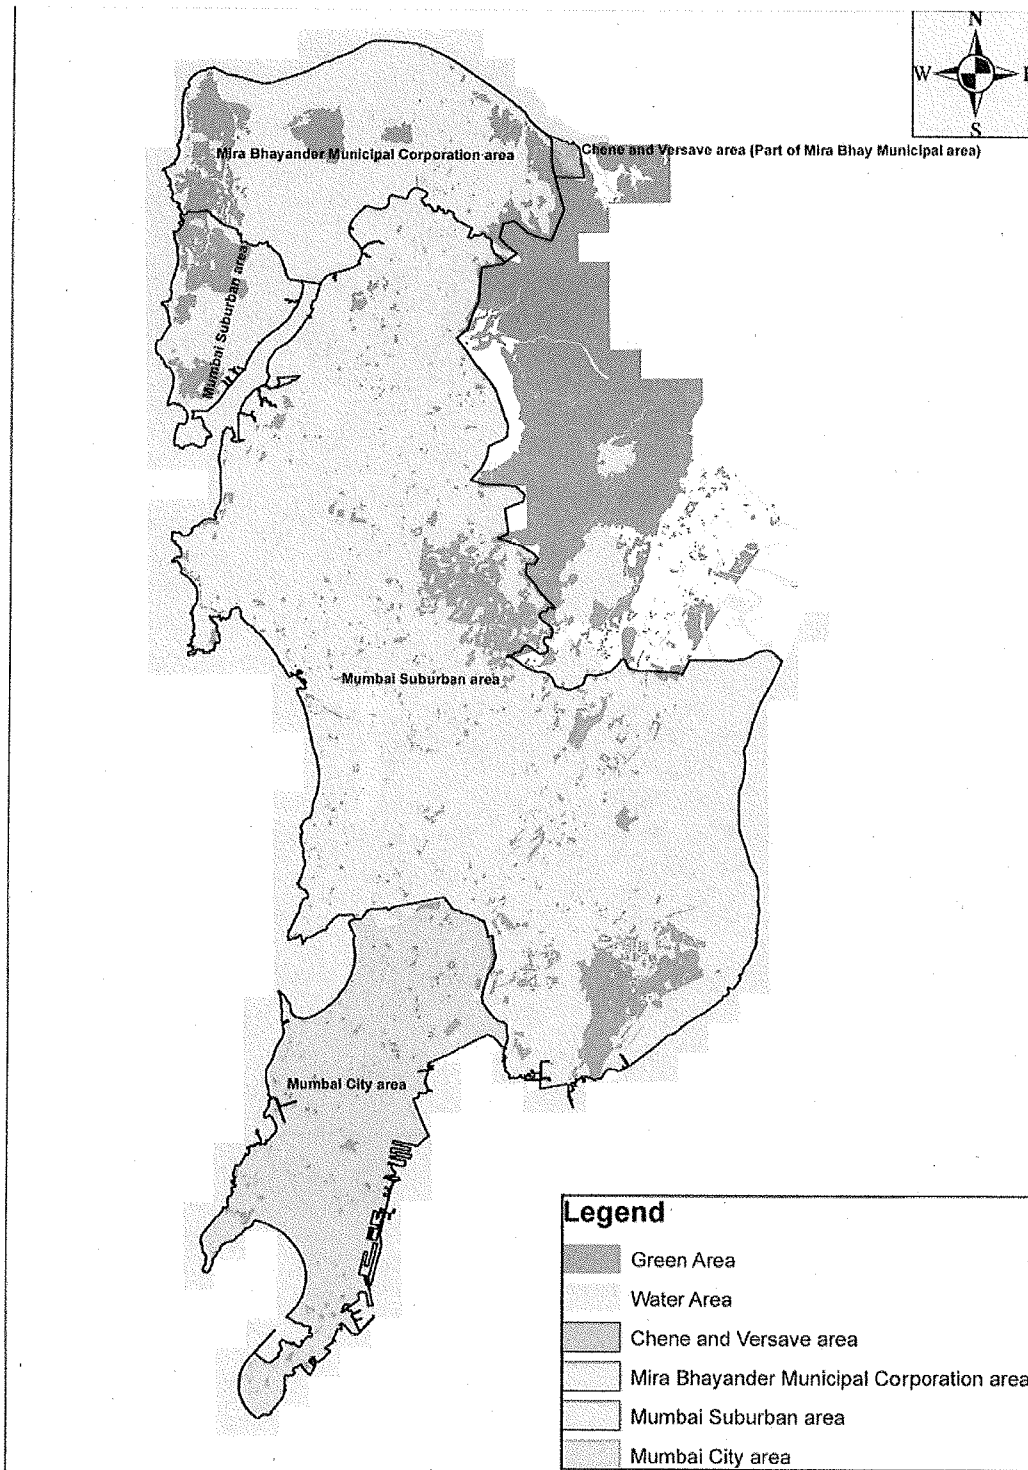 N
W
S
Mira Bhayander Municipal Corporation area
Chene and Versave area (Part of Mira Bhay Municipal area)
Mumbai Suburban area
Mumbai Suburban area
Mumbai City area
Legend
Green Area
Water Area
Chene and Versave area
Mira Bhayander Municipal Corporation area
Mumbai Suburban area
Mumbai City area